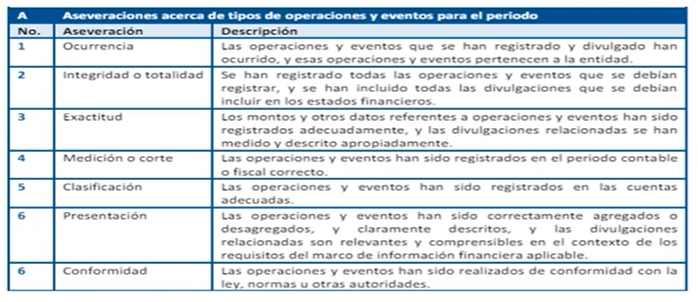 A Aseveraciones acerca de tipos de operaciones y eventos para el periodo
No. Aseveración Descripción
1 Ocurrencia Las operaciones y eventos que se han registrado y divulgado han
ocurrido, y esas operaciones y eventos pertenecen a la entidad.
2 Integridad o totalidad Se han registrado todas las operaciones y eventos que se debían
registrar, y se han incluido todas las divulgaciones que se debían
incluir en los estados financieros.
3 Exactitud Los montos y otros datos referentes a operaciones y eventos han sido
registrados adecuadamente, y las divulgaciones relacionadas se han
medido y descrito apropiadamente.
4 Medición o corte Las operaciones y eventos han sido registrados en el periodo contable
o fiscal correcto.
5 Clasificación Las operaciones y eventos han sido registrados en las cuentas
adecuadas.
6 Presentación Las operaciones y eventos han sido correctamente agregados o
desagregados, y claramente descritos, y las divulgaciones
relacionadas son relevantes y comprensibles en el contexto de los
requisitos del marco de información financiera aplicable.
6 Conformidad Las operaciones y eventos han sido realizados de conformidad con la
ley, normas u otras autoridades.